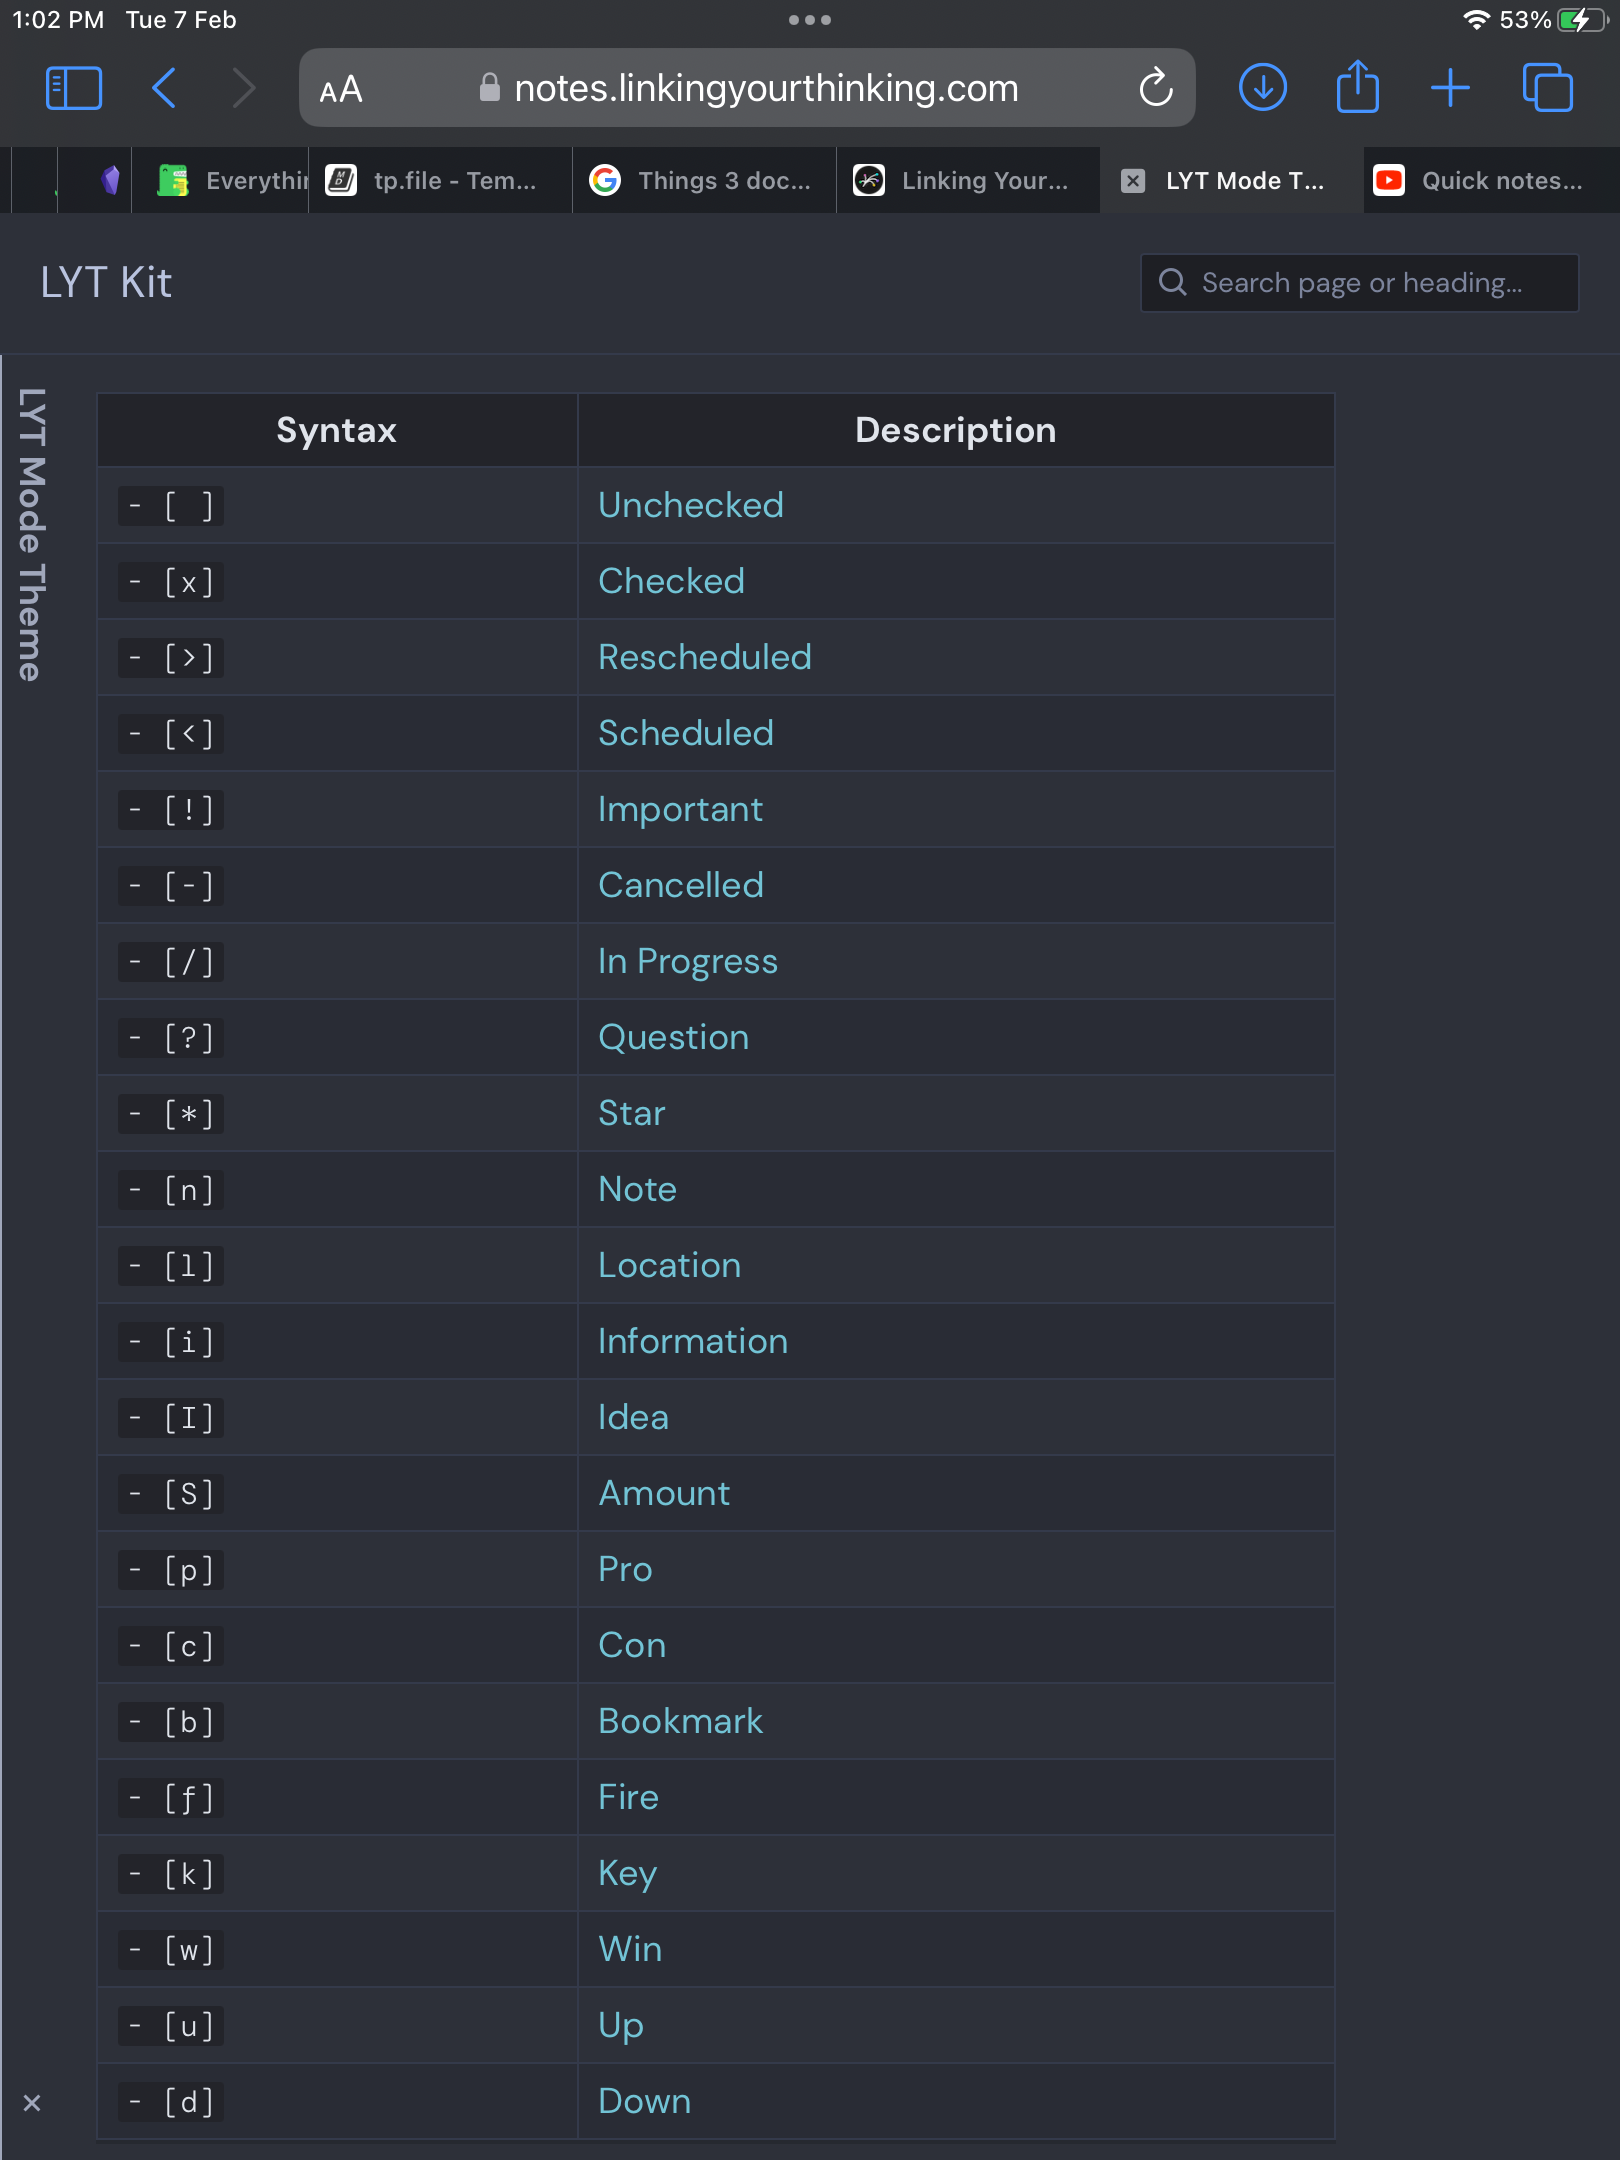 1:02 PM Tue 7 Feb
53%
AA notes.linkingyourthinking.com
Everythin tp.file - Tem... Things 3 doc... Linking Your... LYT Mode T... Quick notes...
LYT Kit
Search page or heading...
LYT Mode Theme
Syntax Description
- [ ] Unchecked
- [x] Checked
- [>] Rescheduled
- [<] Scheduled
- [!] Important
- [-] Cancelled
- [/] In Progress
- [?] Question
- [*] Star
- [n] Note
- [l] Location
- [i] Information
- [I] Idea
- [S] Amount
- [p] Pro
- [c] Con
- [b] Bookmark
- [f] Fire
- [k] Key
- [w] Win
- [u] Up
- [d] Down